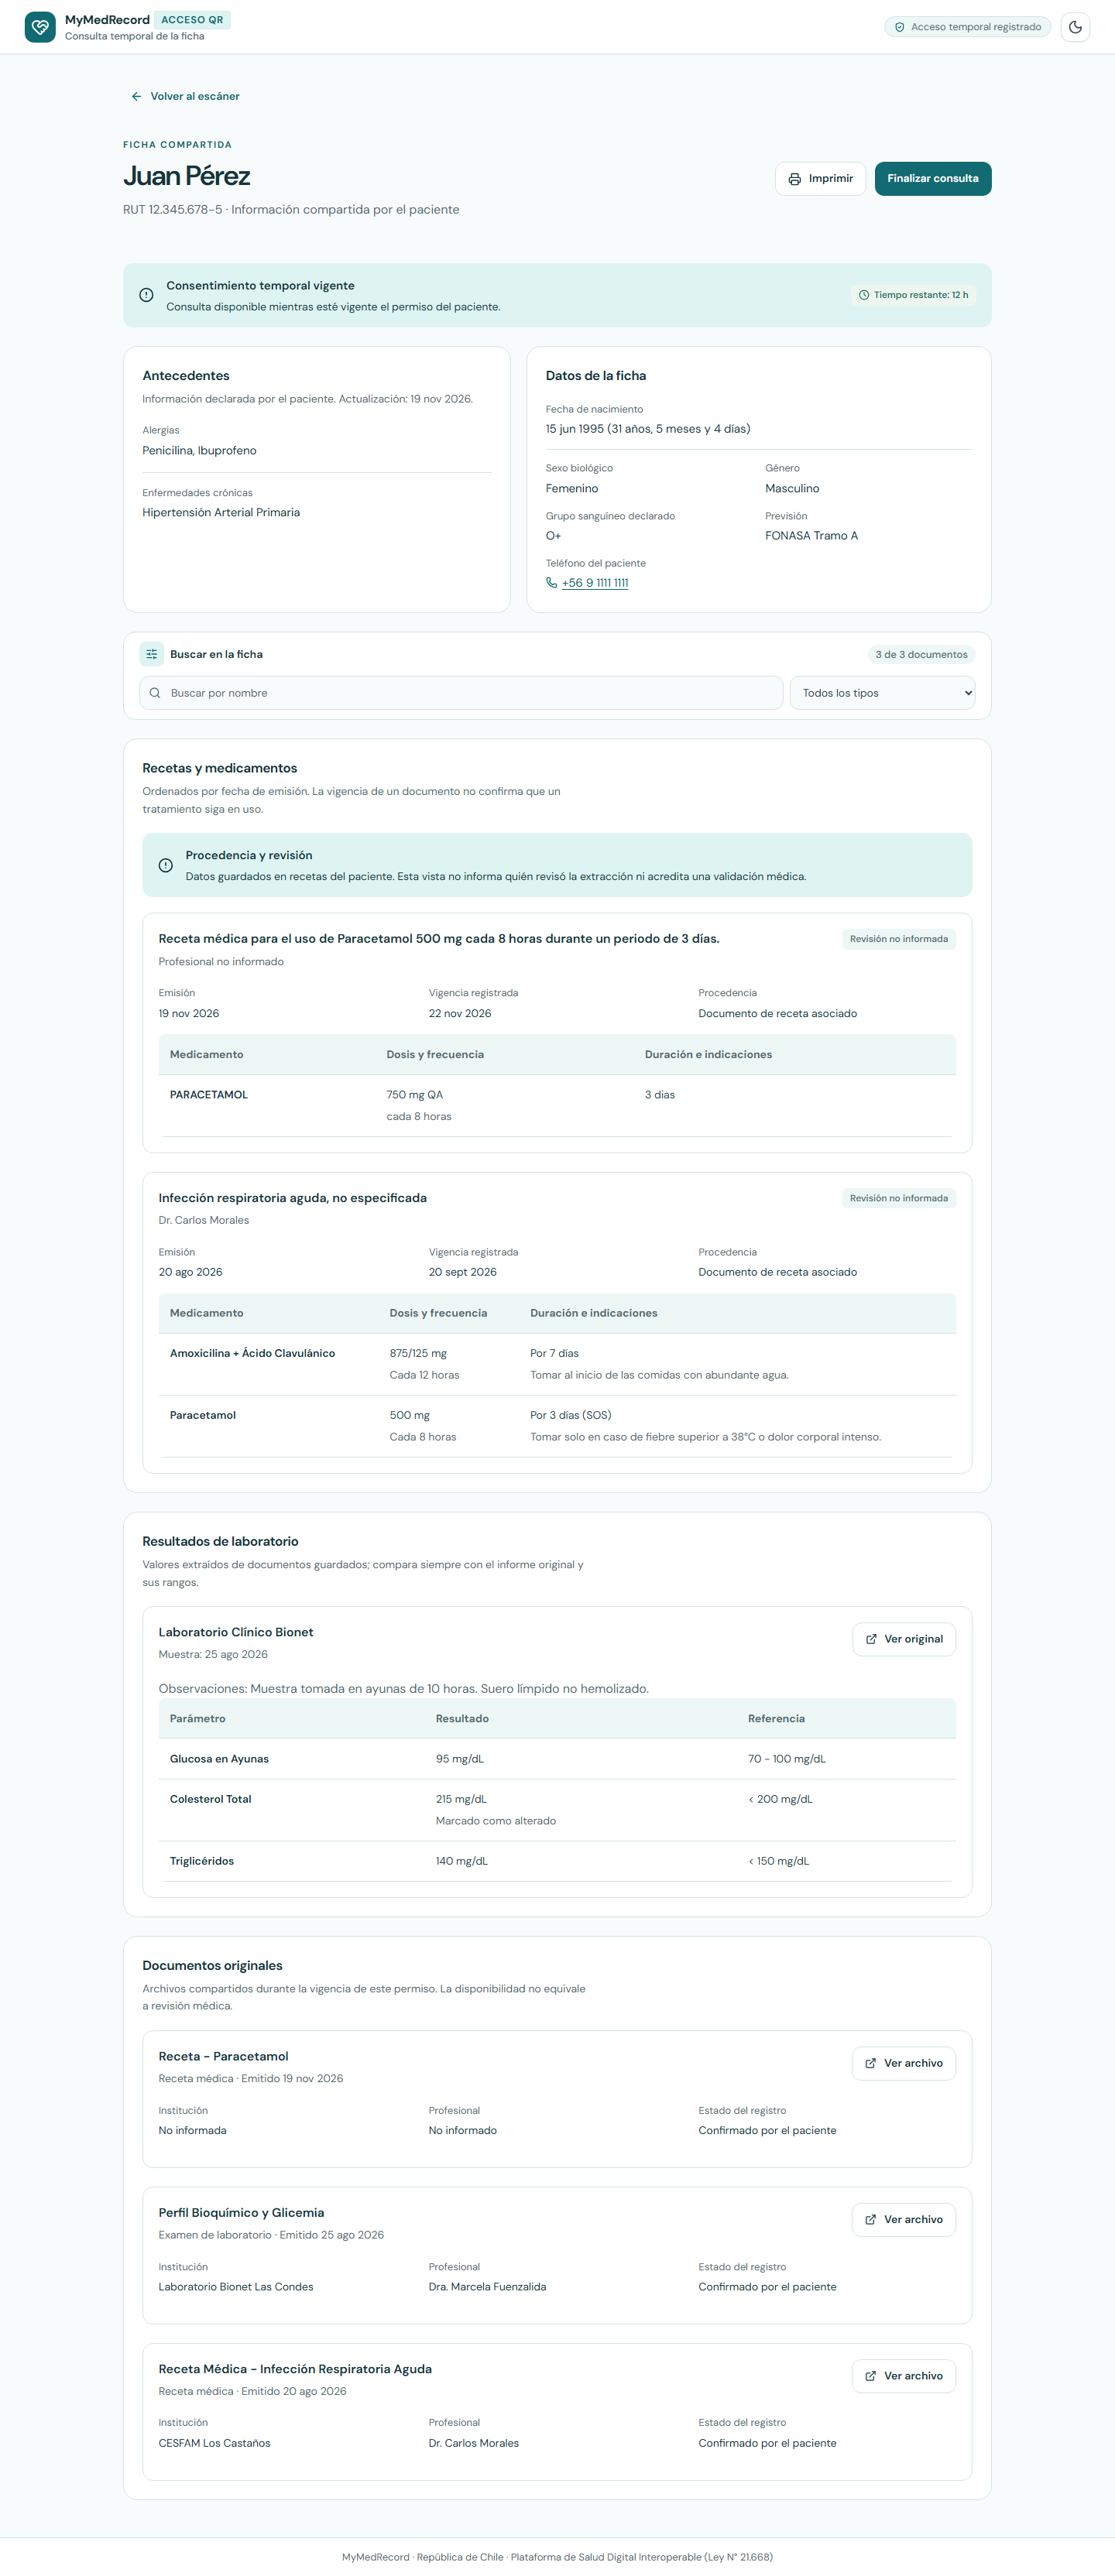 MyMedRecord ACCESO QR
Consulta temporal de la ficha
Acceso temporal registrado
Volver al escáner
FICHA COMPARTIDA
Juan Pérez
RUT 12.345.678-5 · Información compartida por el paciente
Imprimir
Finalizar consulta
Consentimiento temporal vigente
Consulta disponible mientras esté vigente el permiso del paciente.
Tiempo restante: 12 h
Antecedentes
Información declarada por el paciente. Actualización: 19 nov 2026.
Alergias
Penicilina, Ibuprofeno
Enfermedades crónicas
Hipertensión Arterial Primaria
Datos de la ficha
Fecha de nacimiento
15 jun 1995 (31 años, 5 meses y 4 días)
Sexo biológico
Femenino
Género
Masculino
Grupo sanguíneo declarado
O+
Previsión
FONASA Tramo A
Teléfono del paciente
+56 9 1111 1111
Buscar en la ficha
3 de 3 documentos
Buscar por nombre
Todos los tipos
Recetas y medicamentos
Ordenados por fecha de emisión. La vigencia de un documento no confirma que un
tratamiento siga en uso.
Procedencia y revisión
Datos guardados en recetas del paciente. Esta vista no informa quién revisó la extracción ni acredita una validación médica.
Receta médica para el uso de Paracetamol 500 mg cada 8 horas durante un periodo de 3 días.
Revisión no informada
Profesional no informado
Emisión
19 nov 2026
Vigencia registrada
22 nov 2026
Procedencia
Documento de receta asociado
Medicamento Dosis y frecuencia Duración e indicaciones
PARACETAMOL 750 mg QA 3 dias
cada 8 horas
Infección respiratoria aguda, no especificada
Revisión no informada
Dr. Carlos Morales
Emisión
20 ago 2026
Vigencia registrada
20 sept 2026
Procedencia
Documento de receta asociado
Medicamento Dosis y frecuencia Duración e indicaciones
Amoxicilina + Ácido Clavulánico 875/125 mg Por 7 días
Cada 12 horas Tomar al inicio de las comidas con abundante agua.
Paracetamol 500 mg Por 3 días (SOS)
Cada 8 horas Tomar solo en caso de fiebre superior a 38°C o dolor corporal intenso.
Resultados de laboratorio
Valores extraídos de documentos guardados; compara siempre con el informe original y
sus rangos.
Laboratorio Clínico Bionet
Muestra: 25 ago 2026
Ver original
Observaciones: Muestra tomada en ayunas de 10 horas. Suero límpido no hemolizado.
Parámetro Resultado Referencia
Glucosa en Ayunas 95 mg/dL 70 - 100 mg/dL
Colesterol Total 215 mg/dL < 200 mg/dL
Marcado como alterado
Triglicéridos 140 mg/dL < 150 mg/dL
Documentos originales
Archivos compartidos durante la vigencia de este permiso. La disponibilidad no equivale
a revisión médica.
Receta - Paracetamol
Receta médica · Emitido 19 nov 2026
Ver archivo
Institución
No informada
Profesional
No informado
Estado del registro
Confirmado por el paciente
Perfil Bioquímico y Glicemia
Examen de laboratorio · Emitido 25 ago 2026
Ver archivo
Institución
Laboratorio Bionet Las Condes
Profesional
Dra. Marcela Fuenzalida
Estado del registro
Confirmado por el paciente
Receta Médica - Infección Respiratoria Aguda
Receta médica · Emitido 20 ago 2026
Ver archivo
Institución
CESFAM Los Castaños
Profesional
Dr. Carlos Morales
Estado del registro
Confirmado por el paciente
MyMedRecord · República de Chile · Plataforma de Salud Digital Interoperable (Ley N° 21.668)